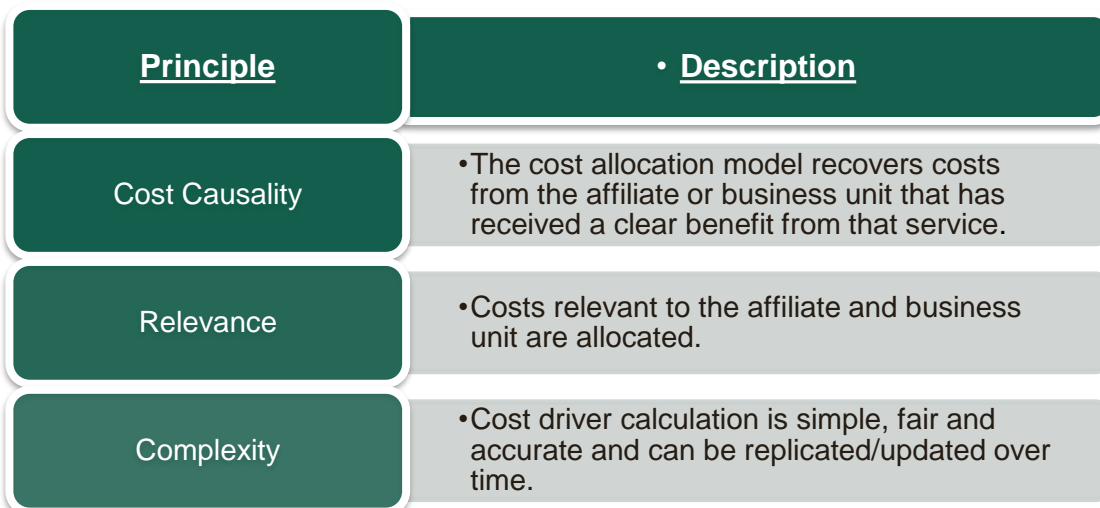 Principle
• Description
Cost Causality
•The cost allocation model recovers costs
from the affiliate or business unit that has
received a clear benefit from that service.
Relevance
•Costs relevant to the affiliate and business
unit are allocated.
Complexity
•Cost driver calculation is simple, fair and
accurate and can be replicated/updated over
time.